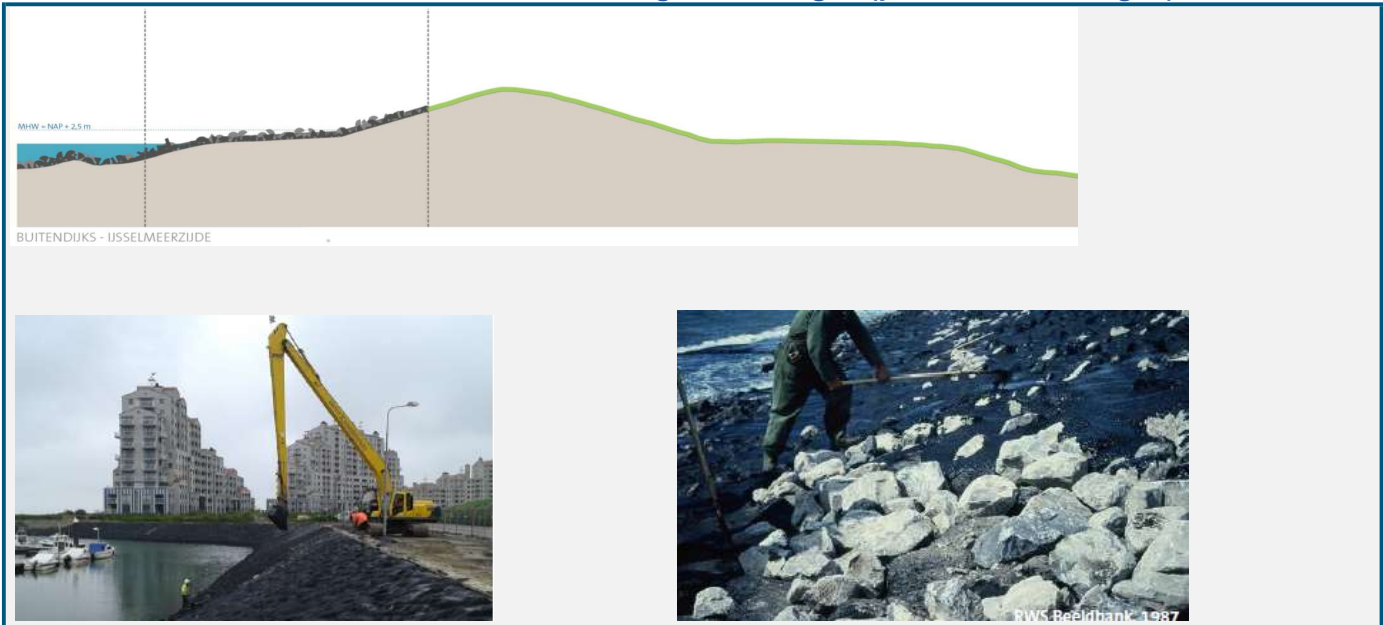 MHW = NAP + 2,5 m
BUITENDIJKS - IJSSELMEERZIJDE
RWS Beeldbank, 1987